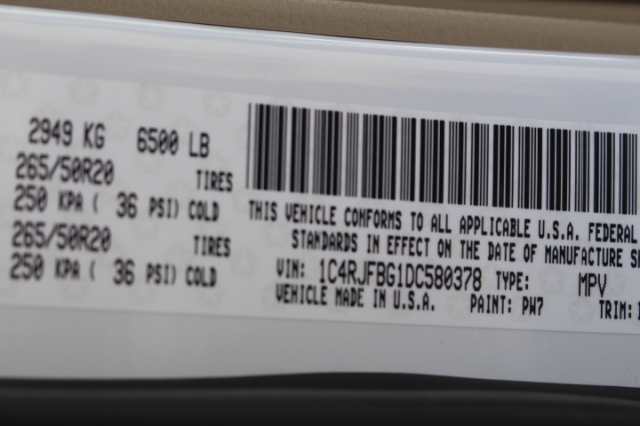 2949 KG 6500 LB
265/50R20 TIRES
250 KPA ( 36 PSI) COLD
265/50R20 TIRES
250 KPA ( 36 PSI) COLD
THIS VEHICLE CONFORMS TO ALL APPLICABLE U.S.A. FEDERAL
STANDARDS IN EFFECT ON THE DATE OF MANUFACTURE SH
VIN: 1C4RJFBG1DC580378 TYPE: MPV
VEHICLE MADE IN U.S.A. PAINT: PW7 TRIM: